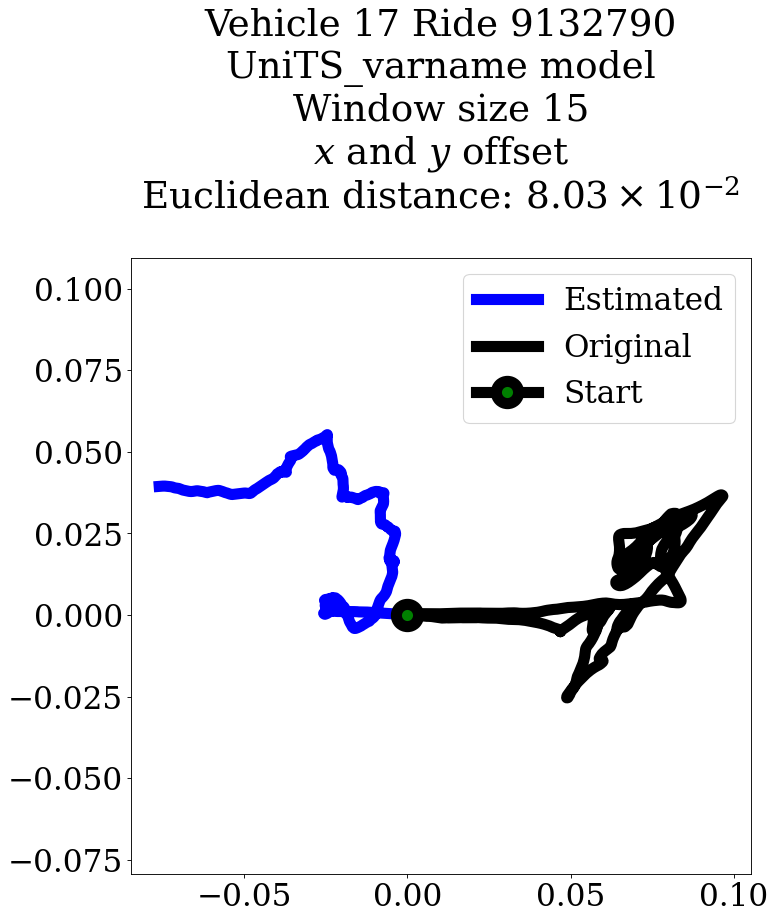 Vehicle 17 Ride 9132790
UniTS_varname model
Window size 15
x and y offset
Euclidean distance: 8.03 × 10⁻²
Estimated
Original
Start
0.100
0.075
0.050
0.025
0.000
−0.025
−0.050
−0.075
−0.05 0.00 0.05 0.10